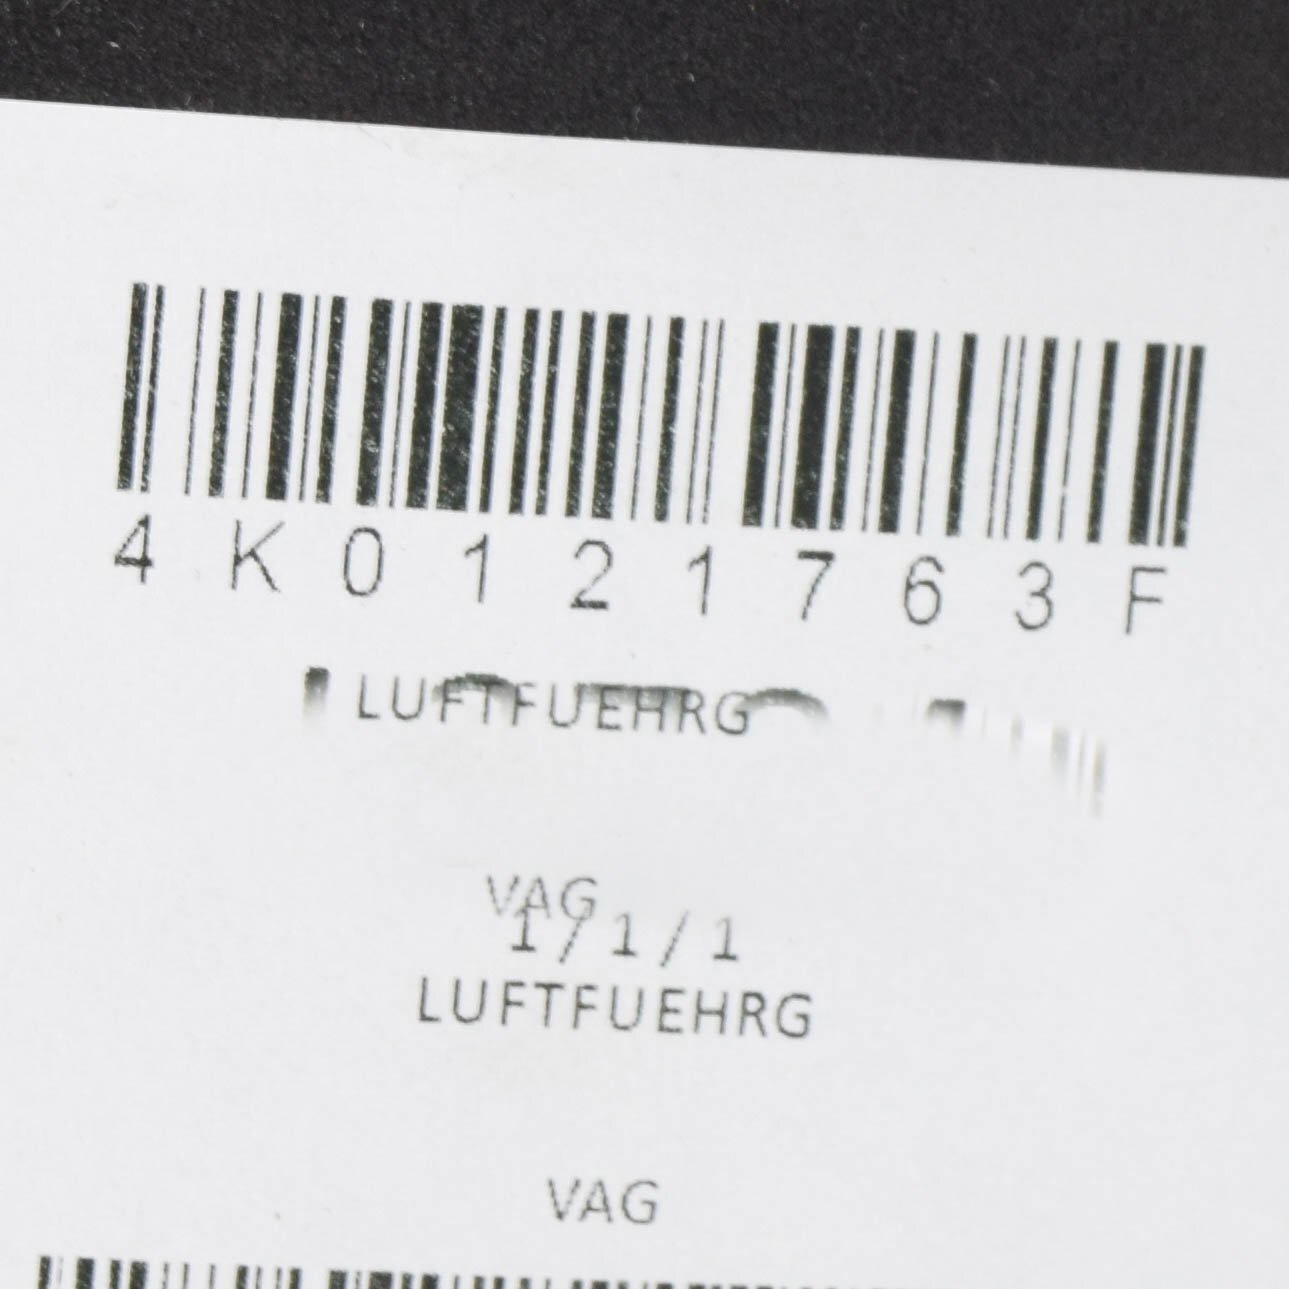 4K0121763F
LUFTFUEHRG
VAG
1/1/1
LUFTFUEHRG
VAG